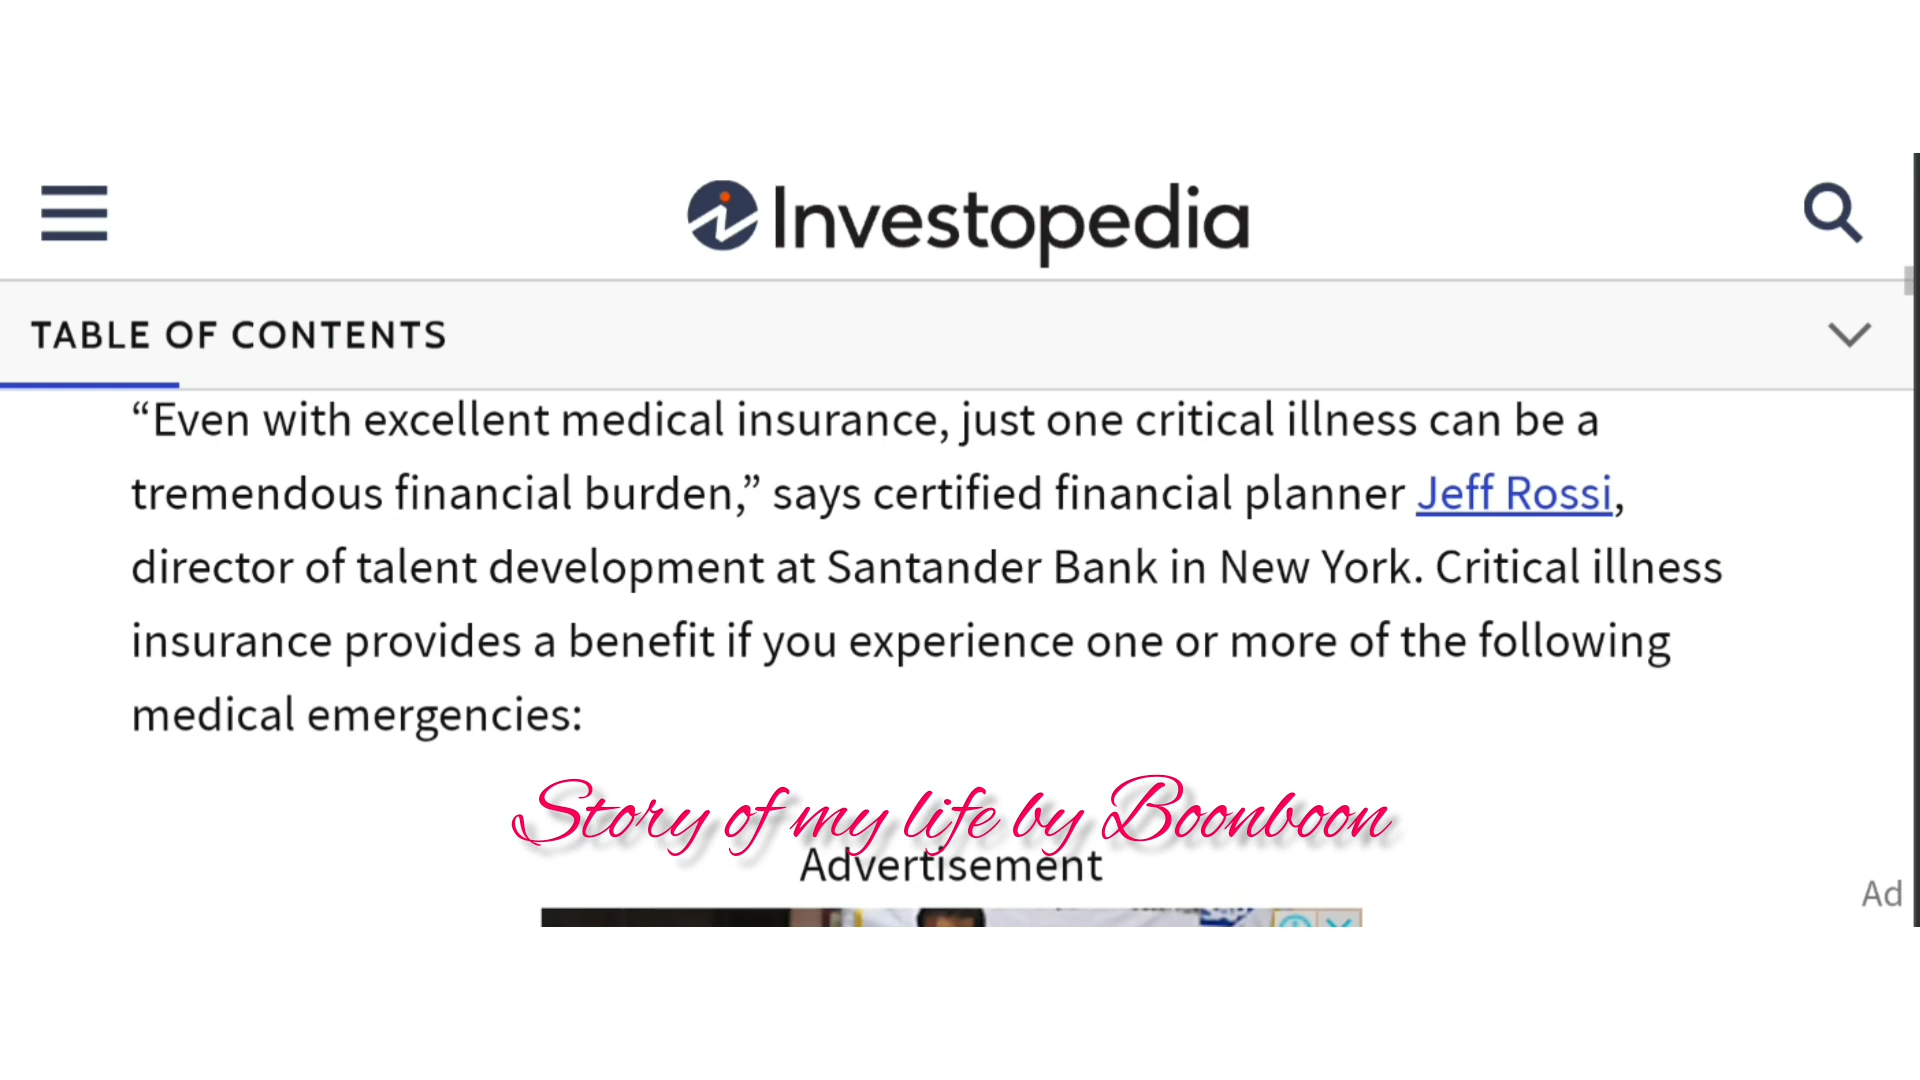 Investopedia
TABLE OF CONTENTS
“Even with excellent medical insurance, just one critical illness can be a
tremendous financial burden,” says certified financial planner Jeff Rossi,
director of talent development at Santander Bank in New York. Critical illness
insurance provides a benefit if you experience one or more of the following
medical emergencies:
Story of my life by Boonboon
Advertisement
Ad